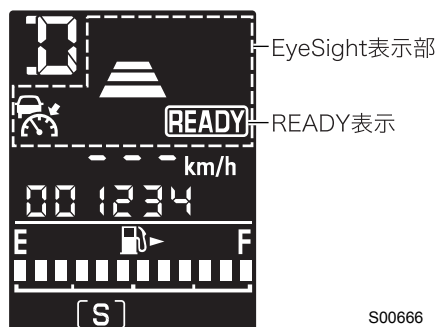 D
EyeSight表示部
READY
READY表示
--- km/h
001234
E F
[S]
S00666